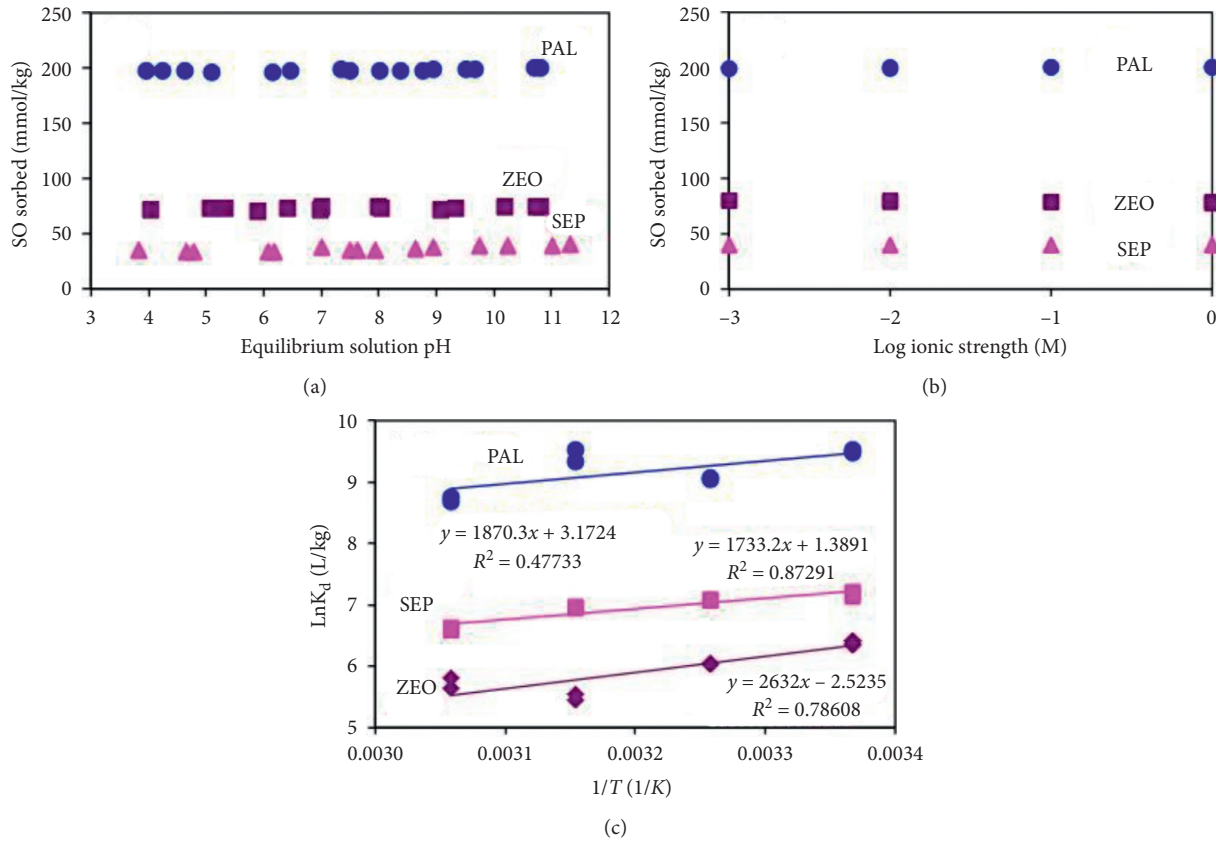 250
200
150
100
50
0
SO sorbed (mmol/kg)
PAL
ZEO
SEP
3 4 5 6 7 8 9 10 11 12
Equilibrium solution pH
(a)
250
200
150
100
50
0
SO sorbed (mmol/kg)
PAL
ZEO
SEP
–3 –2 –1 0
Log ionic strength (M)
(b)
10
9
8
7
6
5
LnK_d (L/kg)
PAL
y = 1870.3x + 3.1724
R² = 0.47733
y = 1733.2x + 1.3891
R² = 0.87291
SEP
ZEO
y = 2632x – 2.5235
R² = 0.78608
0.0030 0.0031 0.0032 0.0033 0.0034
1/T (1/K)
(c)